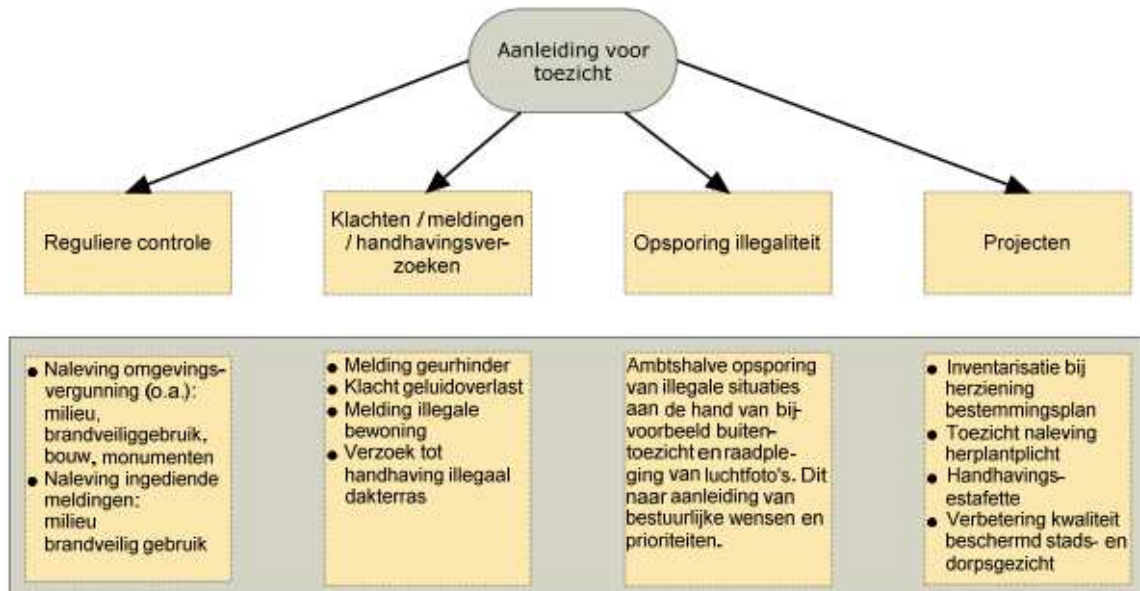 Aanleiding voor
toezicht
Reguliere controle
Klachten / meldingen
/ handhavingsver-
zoeken
Opsporing illegaliteit
Projecten
● Naleving omgevings-
vergunning (o.a.):
milieu,
brandveiliggebruik,
bouw, monumenten
● Naleving ingediende
meldingen:
milieu
brandveilig gebruik
● Melding geurhinder
● Klacht geluidoverlast
● Melding illegale
bewoning
● Verzoek tot
handhaving illegaal
dakterras
Ambtshalve opsporing
van illegale situaties
aan de hand van bij-
voorbeeld buiten-
toezicht en raadple-
ging van luchtfoto's. Dit
naar aanleiding van
bestuurlijke wensen en
prioriteiten.
● Inventarisatie bij
herziening
bestemmingsplan
● Toezicht naleving
herplantplicht
● Handhavings-
estafette
● Verbetering kwaliteit
beschermd stads- en
dorpsgezicht